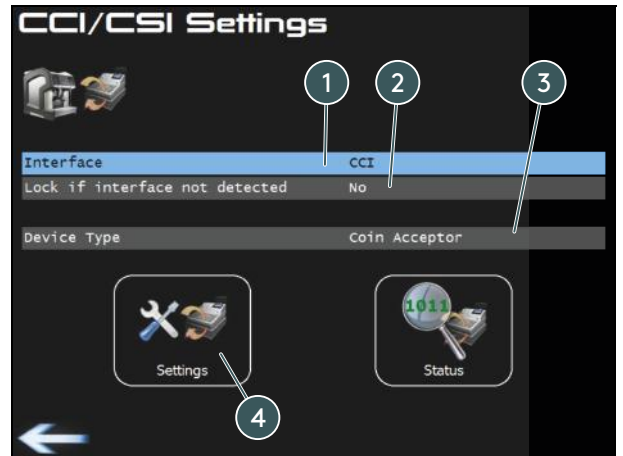 CCI/CSI Settings
1 2 3
Interface CCI
Lock if interface not detected No
Device Type Coin Acceptor
1011
Settings Status
4